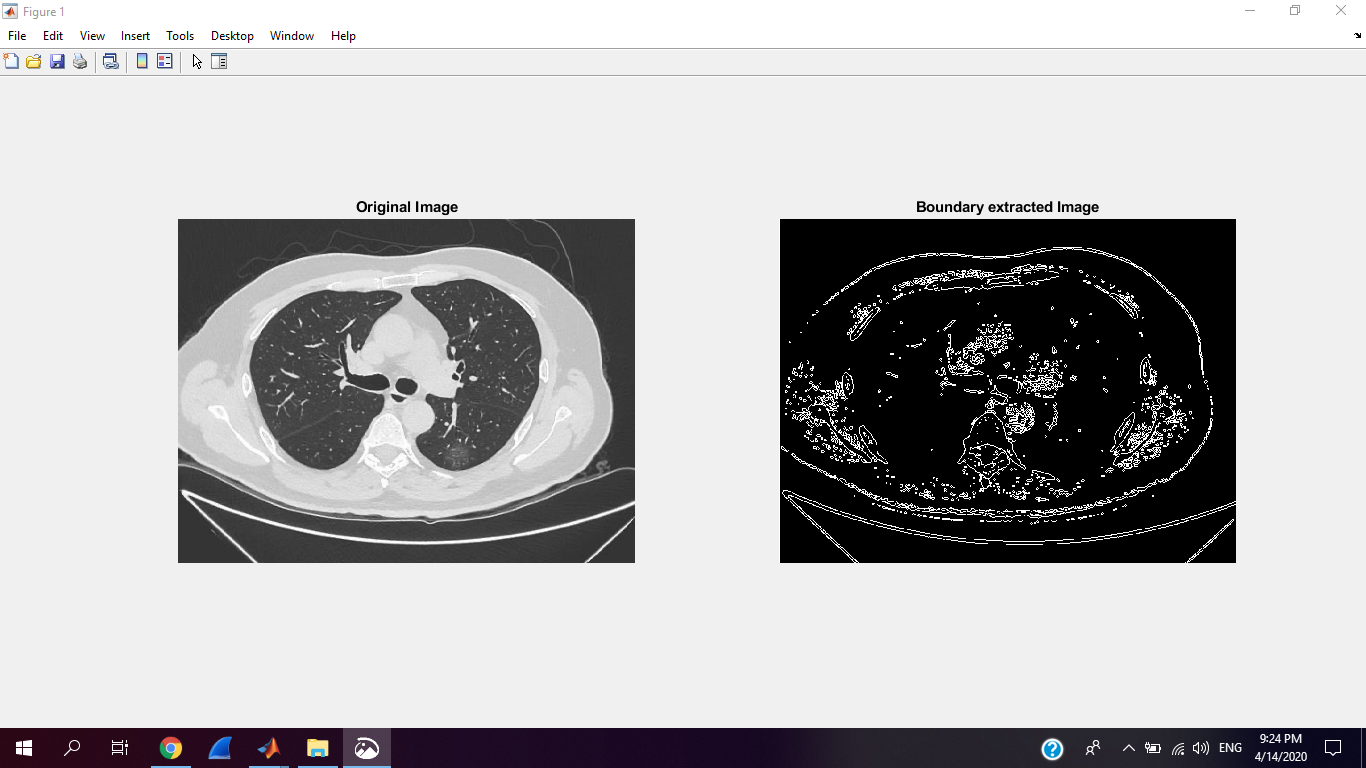 Figure 1
File Edit View Insert Tools Desktop Window Help
Original Image
Boundary extracted Image
ENG
9:24 PM
4/14/2020